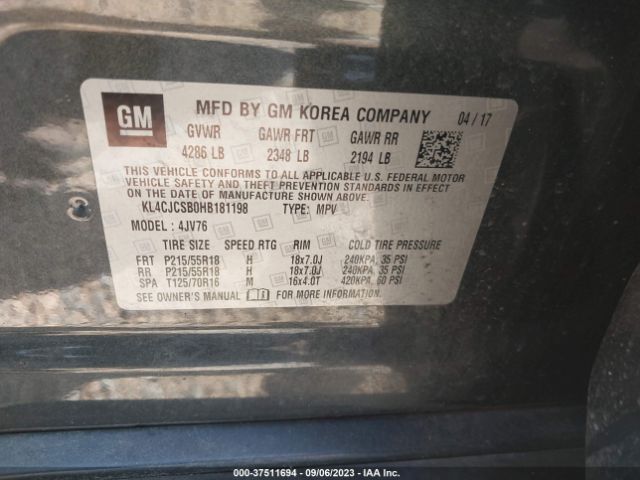 GM
MFD BY GM KOREA COMPANY 04 / 17
GVWR GAWR FRT GAWR RR
4286 LB 2348 LB 2194 LB
THIS VEHICLE CONFORMS TO ALL APPLICABLE U.S. FEDERAL MOTOR
VEHICLE SAFETY AND THEFT PREVENTION STANDARDS IN EFFECT ON
THE DATE OF MANUFACTURE SHOWN ABOVE.
KL4CJCSB0HB181198 TYPE: MPV
MODEL : 4JV76
TIRE SIZE SPEED RTG RIM COLD TIRE PRESSURE
FRT P215/55R18 H 18x7.0J 240KPA, 35 PSI
RR P215/55R18 H 18x7.0J 240KPA, 35 PSI
SPA T125/70R16 M 16x4.0T 420KPA, 60 PSI
SEE OWNER'S MANUAL FOR MORE INFORMATION.
000-37511694 - 09/06/2023 - IAA Inc.